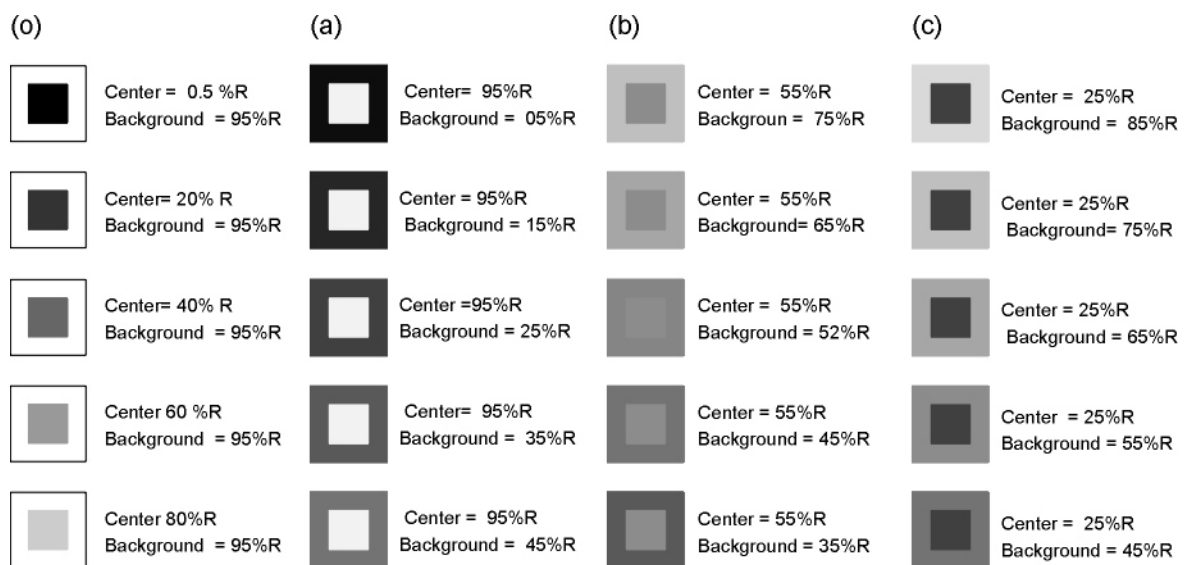 (o)
Center = 0.5 %R
Background = 95%R
Center= 20% R
Background = 95%R
Center= 40% R
Background = 95%R
Center 60 %R
Background = 95%R
Center 80%R
Background = 95%R
(a)
Center= 95%R
Background = 05%R
Center = 95%R
Background = 15%R
Center =95%R
Background = 25%R
Center= 95%R
Background = 35%R
Center = 95%R
Background = 45%R
(b)
Center = 55%R
Backgroun = 75%R
Center = 55%R
Background= 65%R
Center = 55%R
Background = 52%R
Center = 55%R
Background = 45%R
Center = 55%R
Background = 35%R
(c)
Center = 25%R
Background = 85%R
Center = 25%R
Background= 75%R
Center = 25%R
Background = 65%R
Center = 25%R
Background = 55%R
Center = 25%R
Background = 45%R